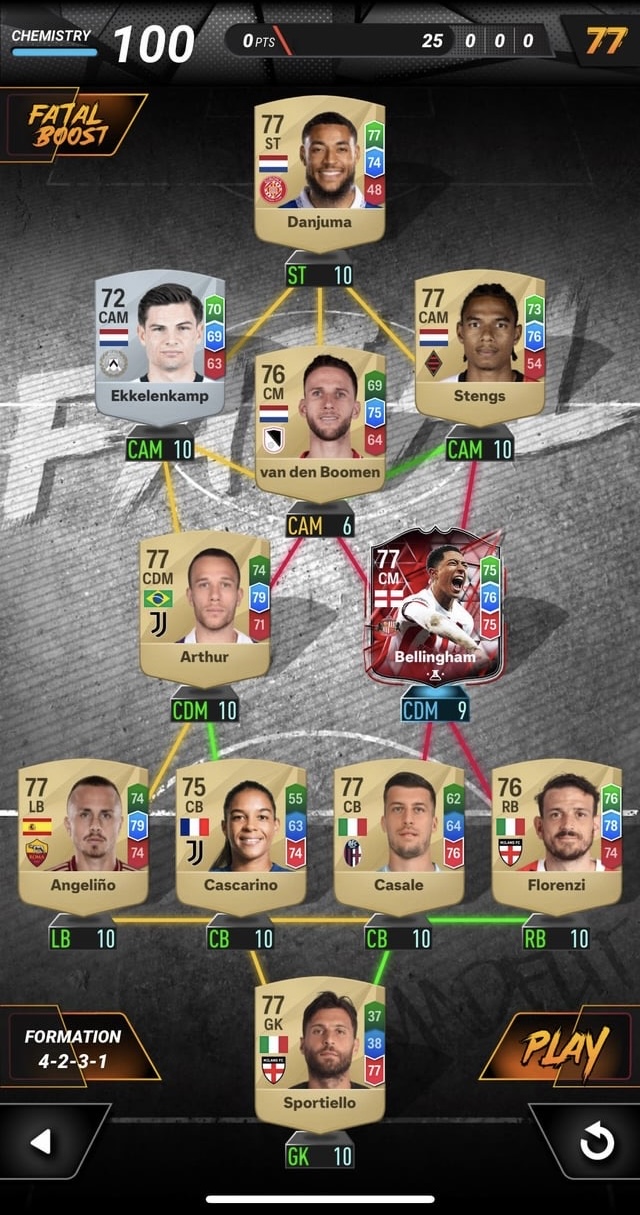 CHEMISTRY 100 0 PTS 25 0 0 0 77
FATAL
BOOST
77
ST
77
74
48
Danjuma
ST 10
72
CAM
70
69
63
Ekkelenkamp
CAM 10
77
CAM
73
76
54
Stengs
CAM 10
76
CM
69
75
64
van den Boomen
CAM 6
77
CDM
74
79
71
Arthur
CDM 10
77
CM
75
76
75
Bellingham
CDM 9
77
LB
74
79
74
Angeliño
LB 10
75
CB
55
63
74
Cascarino
CB 10
77
CB
62
64
76
Casale
CB 10
76
RB
76
78
74
MILANO FC
Florenzi
RB 10
77
GK
37
38
77
MILANO FC
Sportiello
GK 10
FORMATION
4-2-3-1
PLAY